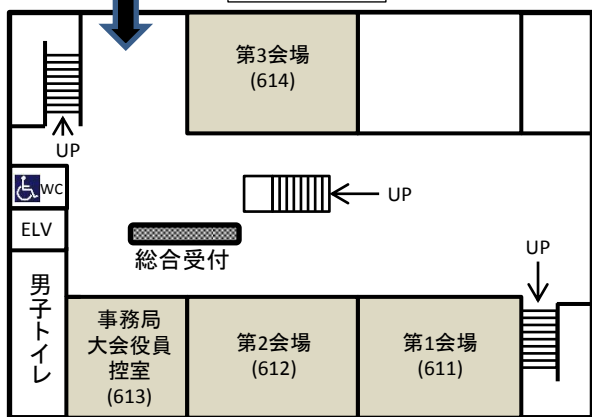 第3会場
(614)
UP
WC
UP
ELV
総合受付
UP
男子トイレ
事務局
大会役員
控室
(613)
第2会場
(612)
第1会場
(611)